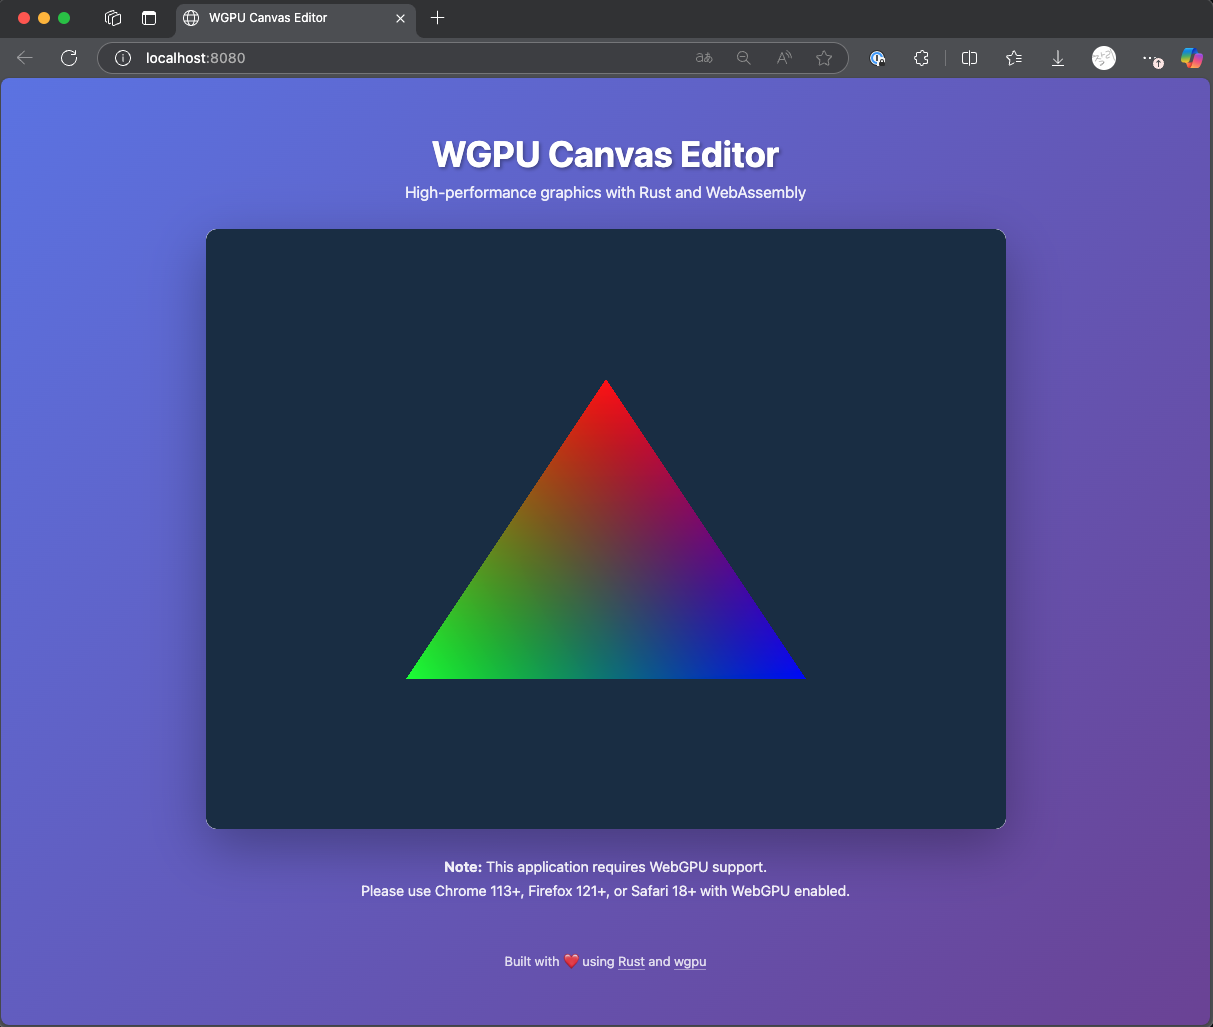 WGPU Canvas Editor
localhost:8080
aあ
WGPU Canvas Editor
High-performance graphics with Rust and WebAssembly
Note: This application requires WebGPU support.
Please use Chrome 113+, Firefox 121+, or Safari 18+ with WebGPU enabled.
Built with ❤️ using Rust and wgpu